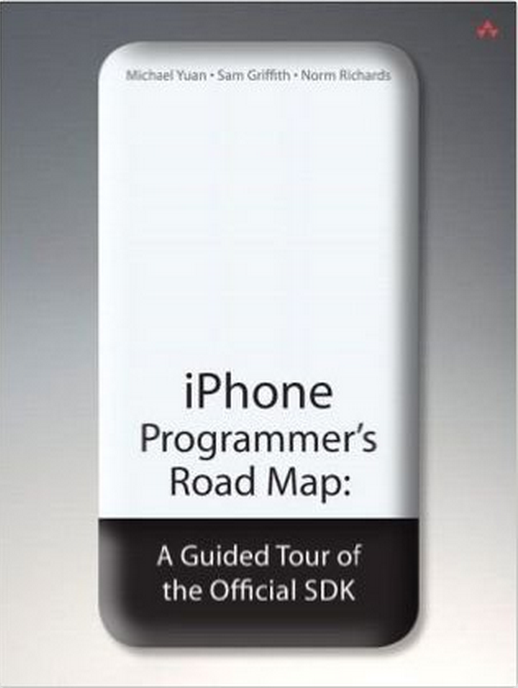 Michael Yuan • Sam Griffith • Norm Richards
iPhone
Programmer's
Road Map:
A Guided Tour of
the Official SDK